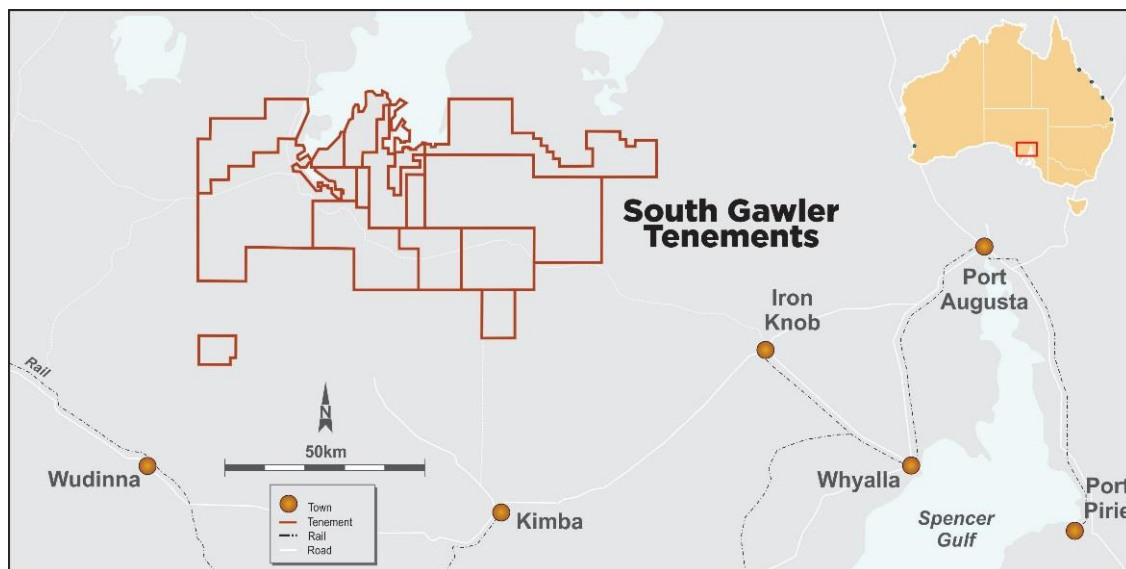 South Gawler
Tenements
Port
Augusta
Iron
Knob
Rail
N
50km
Wudinna
Whyalla
Port
Pirie
Kimba
Spencer
Gulf
Town
Tenement
Rail
Road